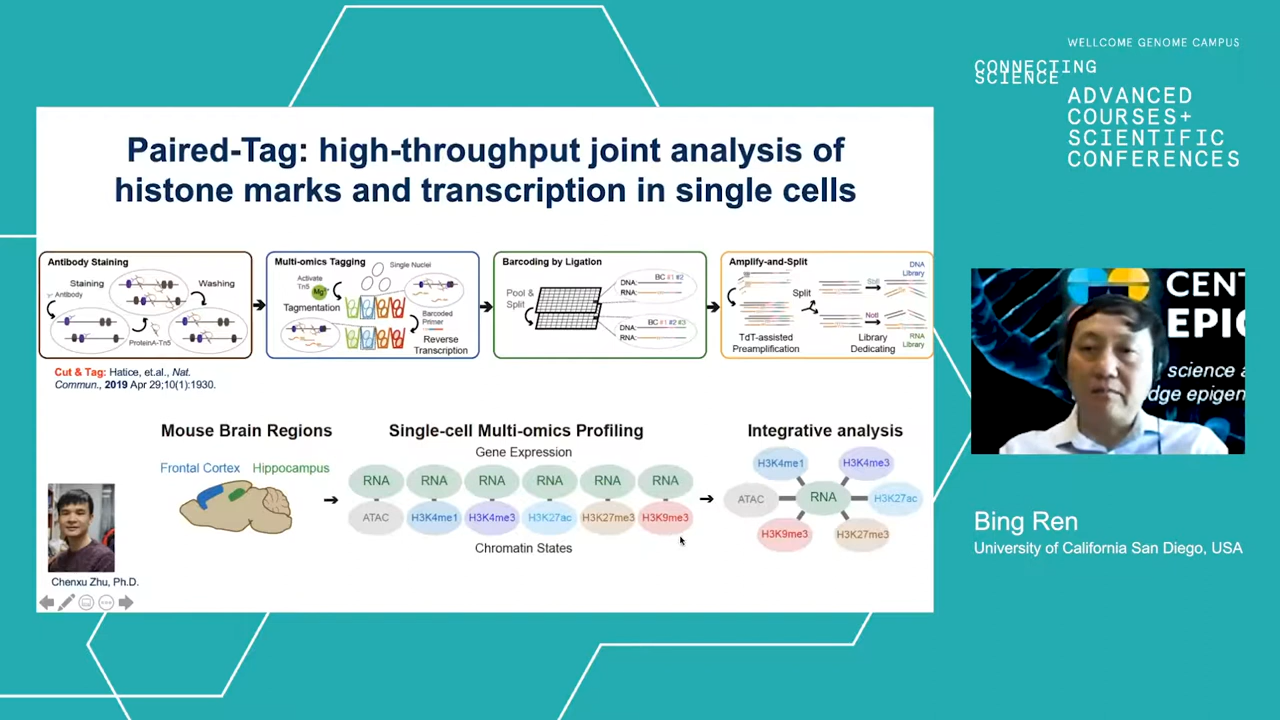 WELLCOME GENOME CAMPUS
CONNECTING
SCIENCE
ADVANCED
COURSES+
SCIENTIFIC
CONFERENCES
Paired-Tag: high-throughput joint analysis of
histone marks and transcription in single cells
Antibody Staining
Staining
Washing
Antibody
ProteinA-Tn5
Multi-omics Tagging
Activate
Tn5
Mg
Single Nuclei
Tagmentation
Barcoded
Primer
Reverse
Transcription
Barcoding by Ligation
Pool &
Split
BC #1 #2
DNA:
RNA:
DNA:
RNA:
BC #1 #2 #3
Amplify-and-Split
DNA
Library
Split
SbfI
NotI
RNA
Library
TdT-assisted
Preamplification
Library
Dedicating
Cut & Tag: Hatice, et.al., Nat.
Commun., 2019 Apr 29;10(1):1930.
Mouse Brain Regions
Frontal Cortex Hippocampus
Single-cell Multi-omics Profiling
Gene Expression
RNA RNA RNA RNA RNA RNA
ATAC H3K4me1 H3K4me3 H3K27ac H3K27me3 H3K9me3
Chromatin States
Integrative analysis
H3K4me1 H3K4me3
ATAC RNA H3K27ac
H3K9me3 H3K27me3
Chenxu Zhu, Ph.D.
CENT
EPIG
science a
dge epigen
Bing Ren
University of California San Diego, USA